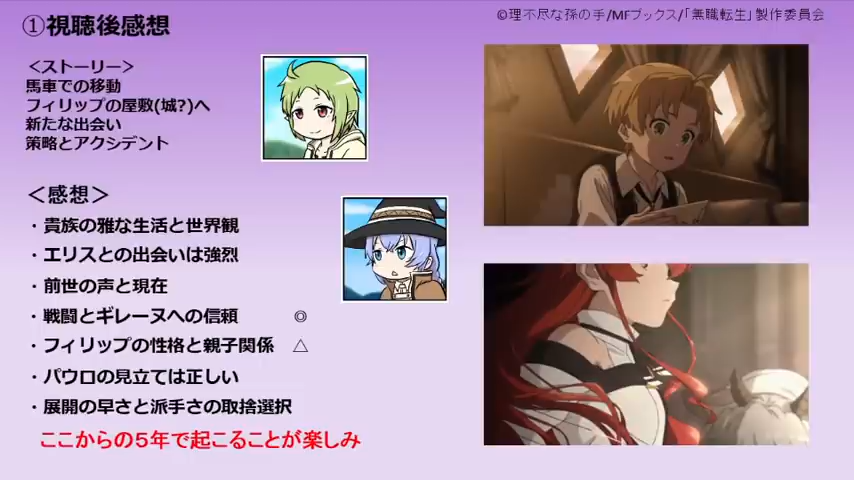 ①視聴後感想
©理不尽な孫の手/MFブックス/「無職転生」製作委員会
＜ストーリー＞
馬車での移動
フィリップの屋敷(城?)へ
新たな出会い
策略とアクシデント
＜感想＞
・貴族の雅な生活と世界観
・エリスとの出会いは強烈
・前世の声と現在
・戦闘とギレーヌへの信頼 ◎
・フィリップの性格と親子関係 △
・パウロの見立ては正しい
・展開の早さと派手さの取捨選択
ここからの５年で起こることが楽しみ